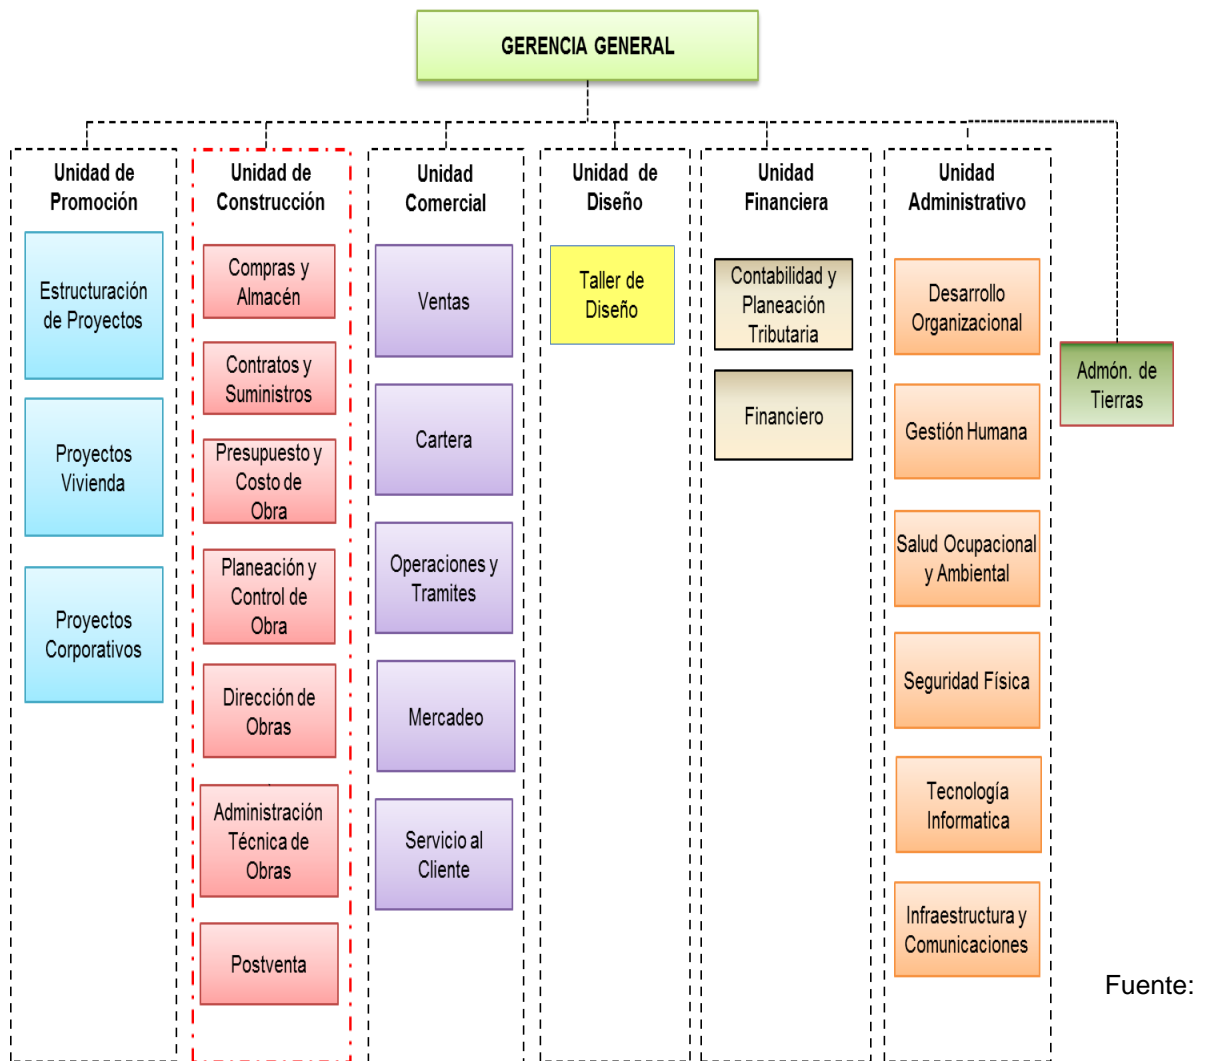 GERENCIA GENERAL
Unidad de
Promoción
Estructuración
de Proyectos
Proyectos
Vivienda
Proyectos
Corporativos
Unidad de
Construcción
Compras y
Almacén
Contratos y
Suministros
Presupuesto y
Costo de
Obra
Planeación y
Control de
Obra
Dirección de
Obras
Administración
Técnica de
Obras
Postventa
Unidad
Comercial
Ventas
Cartera
Operaciones y
Tramites
Mercadeo
Servicio al
Cliente
Unidad de
Diseño
Taller de
Diseño
Unidad
Financiera
Contabilidad y
Planeación
Tributaria
Financiero
Unidad
Administrativo
Desarrollo
Organizacional
Gestión Humana
Salud Ocupacional
y Ambiental
Seguridad Física
Tecnología
Informatica
Infraestructura y
Comunicaciones
Admón. de
Tierras
Fuente: